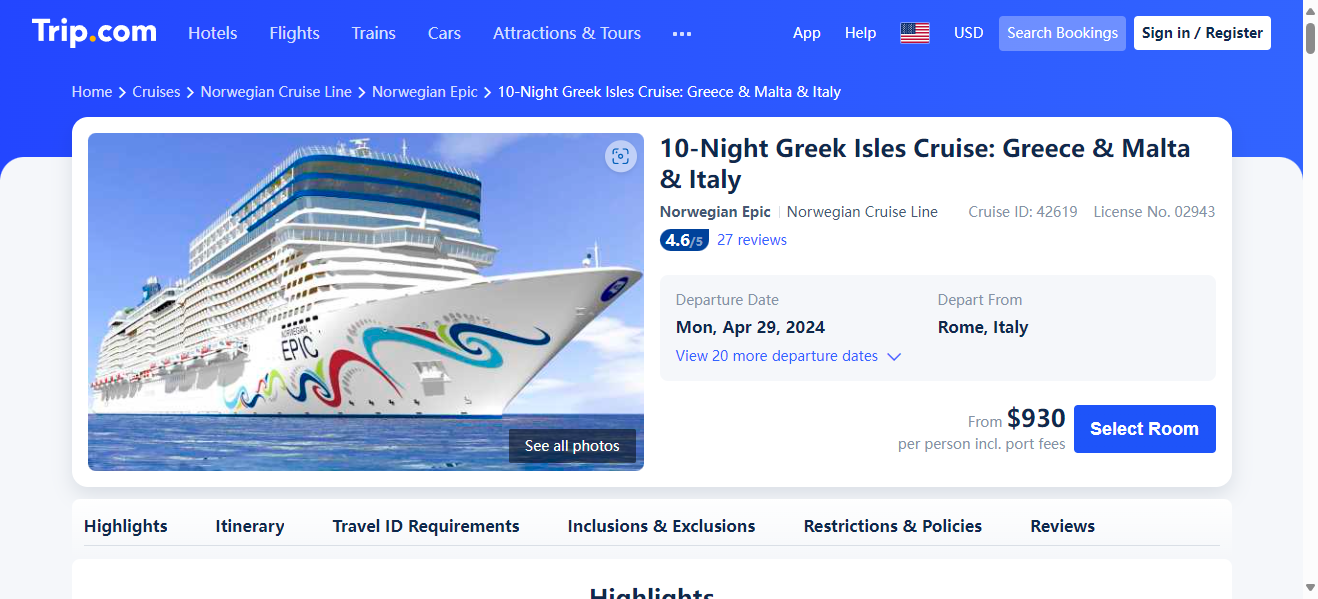 Trip.com
Hotels
Flights
Trains
Cars
Attractions & Tours
App
Help
USD
Search Bookings
Sign in / Register
Home > Cruises > Norwegian Cruise Line > Norwegian Epic > 10-Night Greek Isles Cruise: Greece & Malta & Italy
NORWEGIAN
EPIC
See all photos
10-Night Greek Isles Cruise: Greece & Malta
& Italy
Norwegian Epic | Norwegian Cruise Line Cruise ID: 42619 License No. 02943
4.6/5 27 reviews
Departure Date
Mon, Apr 29, 2024
View 20 more departure dates
Depart From
Rome, Italy
From $930
per person incl. port fees
Select Room
Highlights
Itinerary
Travel ID Requirements
Inclusions & Exclusions
Restrictions & Policies
Reviews
Highlights